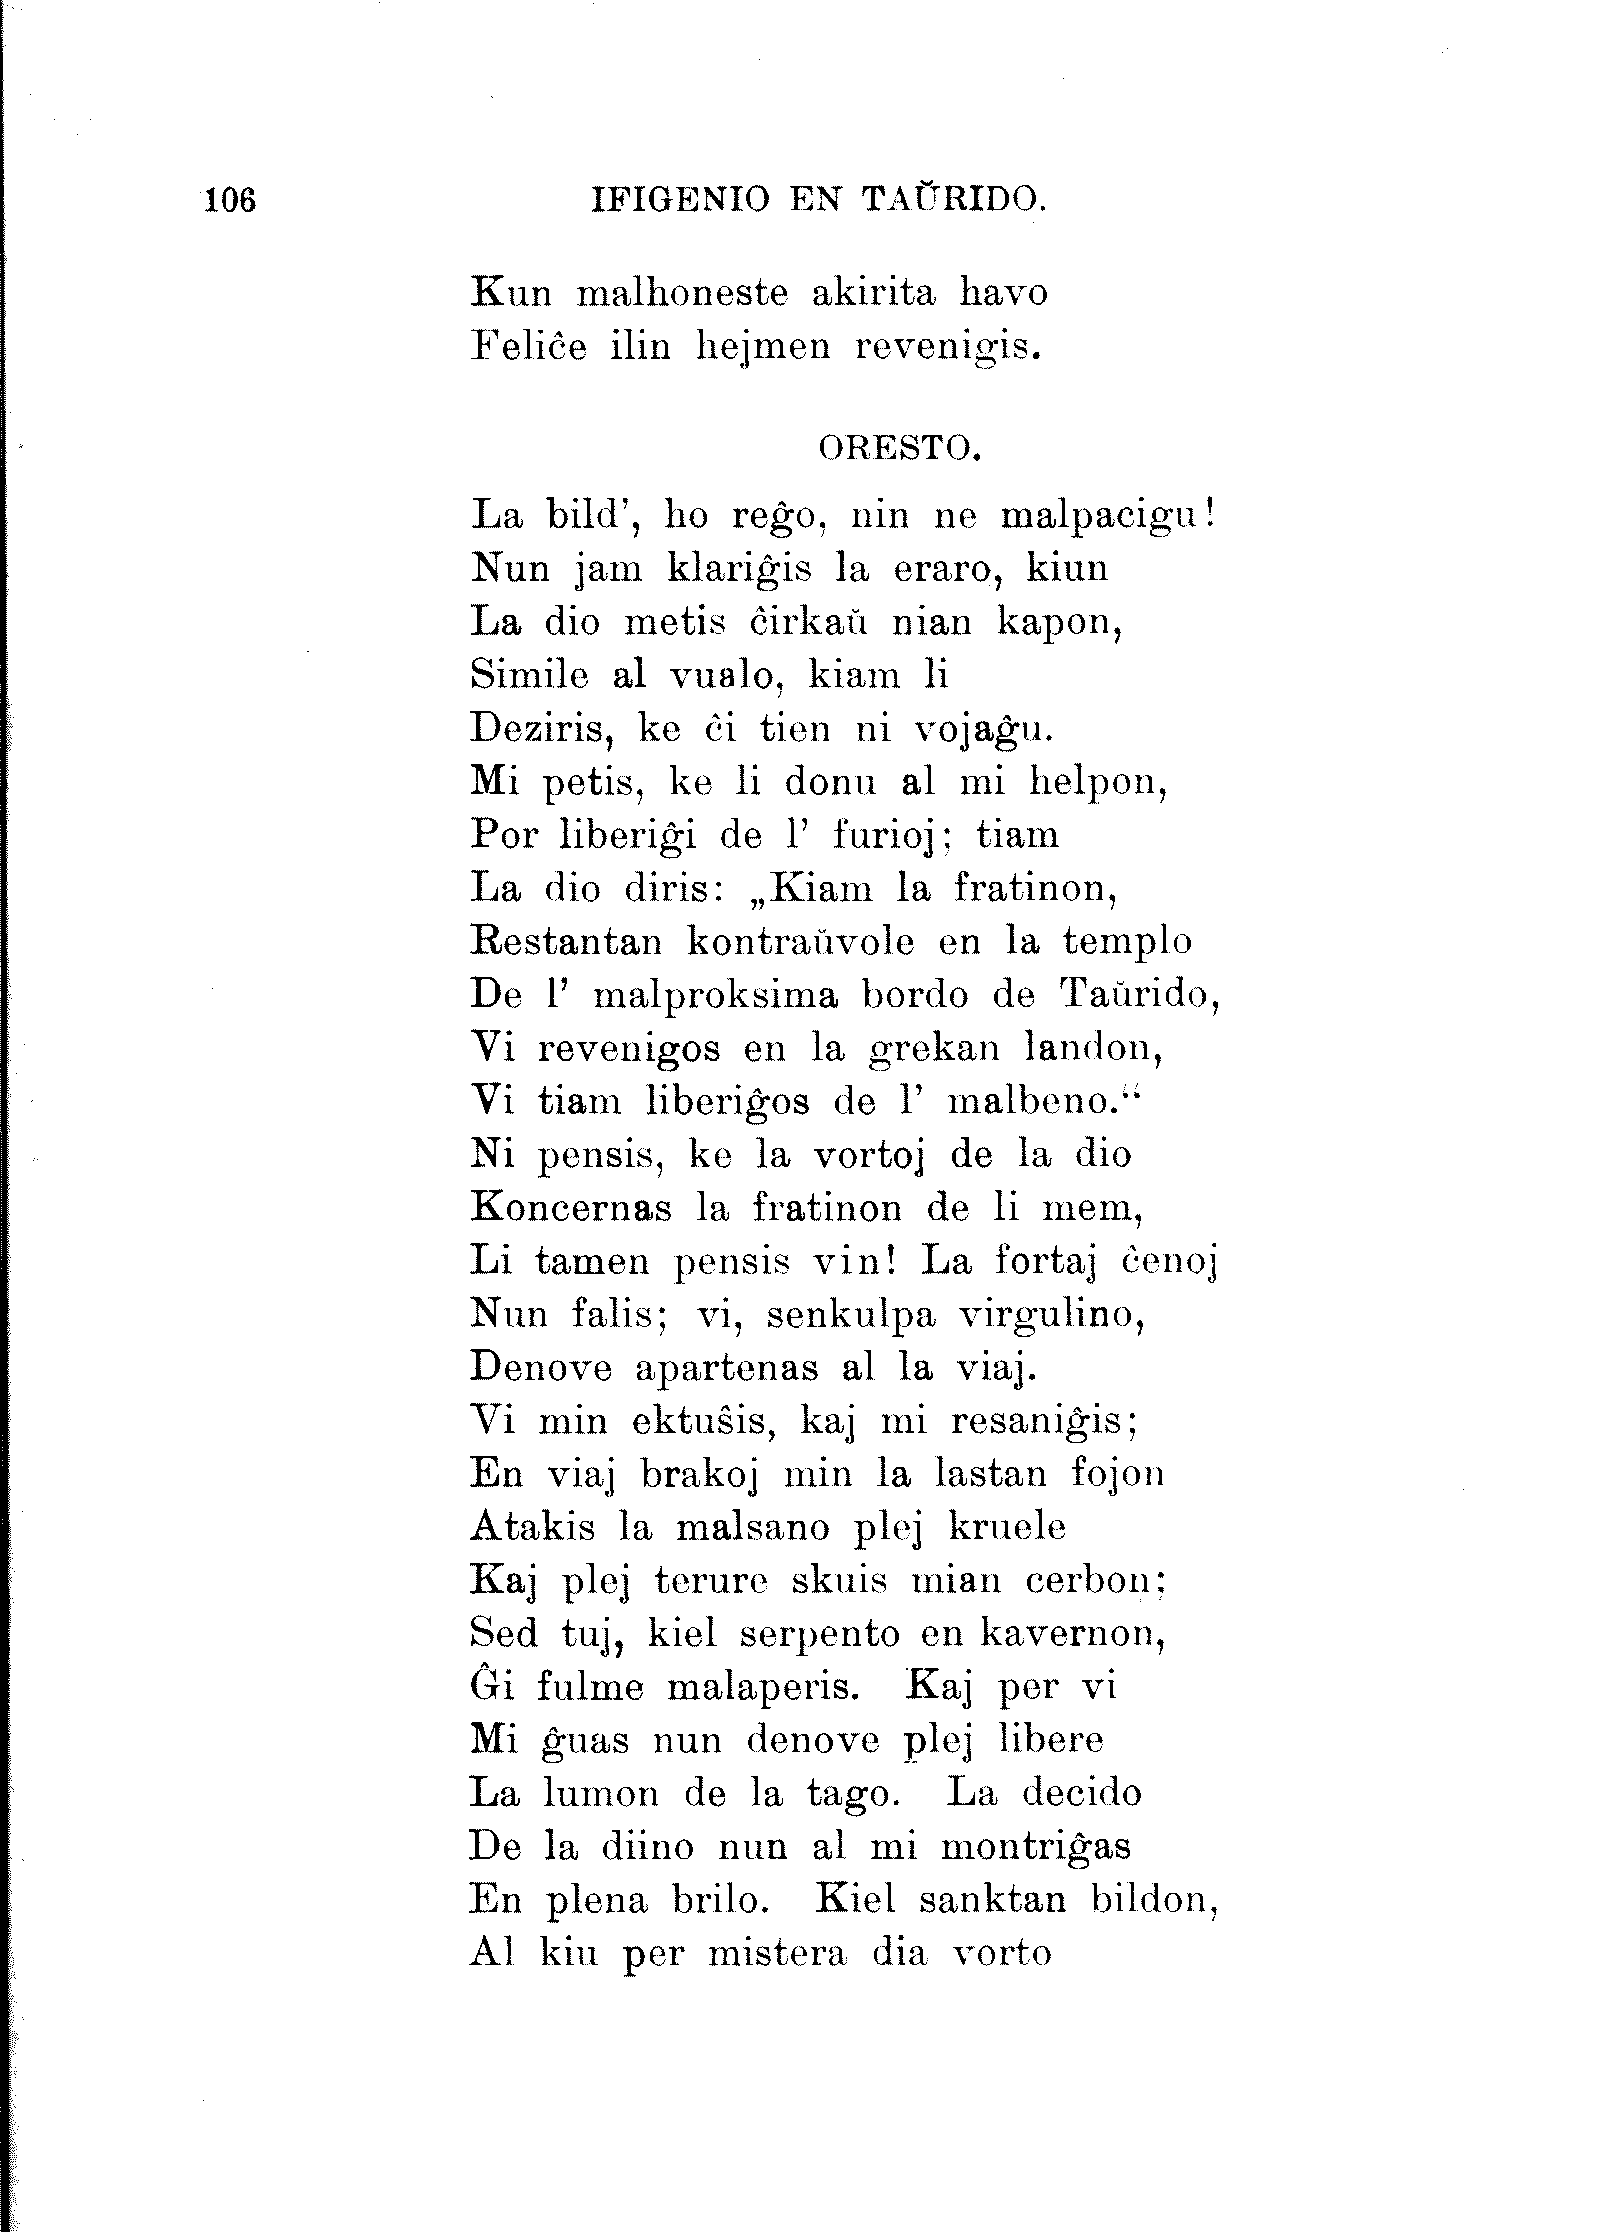 106 IFIGENIO EN TAŬRIDO.
Kun malhoneste akirita havo
Feliĉe ilin hejmen revenigis.
ORESTO.
La bild', ho reĝo, nin ne malpacigu!
Nun jam klariĝis la eraro, kiun
La dio metis ĉirkaŭ nian kapon,
Simile al vualo, kiam li
Deziris, ke ĉi tien ni vojaĝu.
Mi petis, ke li donu al mi helpon,
Por liberiĝi de l' furioj; tiam
La dio diris: „Kiam la fratinon,
Restantan kontraŭvole en la templo
De l' malproksima bordo de Taŭrido,
Vi revenigos en la grekan landon,
Vi tiam liberiĝos de l' malbeno.“
Ni pensis, ke la vortoj de la dio
Koncernas la fratinon de li mem,
Li tamen pensis vin! La fortaj ĉenoj
Nun falis; vi, senkulpa virgulino,
Denove apartenas al la viaj.
Vi min ektuŝis, kaj mi resaniĝis;
En viaj brakoj min la lastan fojon
Atakis la malsano plej kruele
Kaj plej terure skuis mian cerbon;
Sed tuj, kiel serpento en kavernon,
Ĝi fulme malaperis. Kaj per vi
Mi ĝuas nun denove plej libere
La lumon de la tago. La decido
De la diino nun al mi montriĝas
En plena brilo. Kiel sanktan bildon,
Al kiu per mistera dia vorto